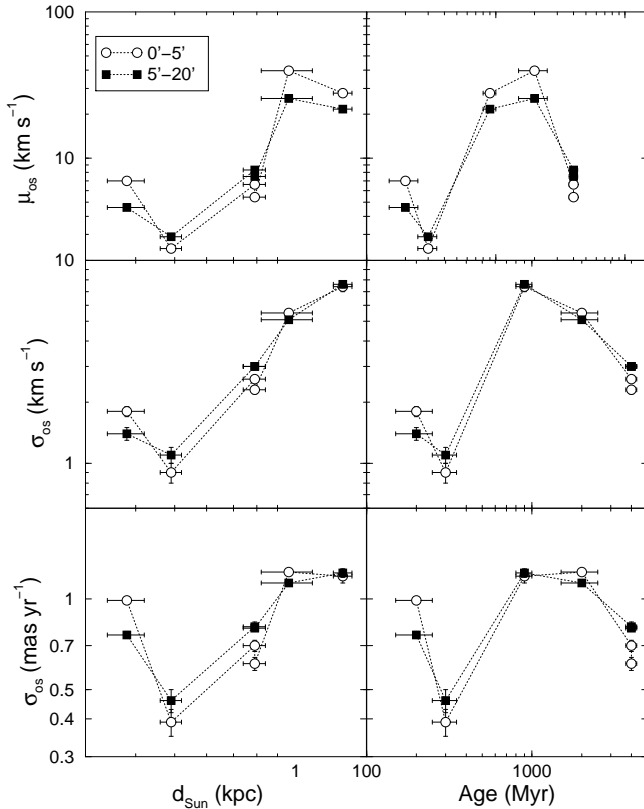 100
0’–5’
5’–20’
10
μos (km s−1)
10
1
σos (km s−1)
1
0.7
0.5
0.4
0.3
σos (mas yr−1)
1
100
1000
dSun (kpc)
Age (Myr)